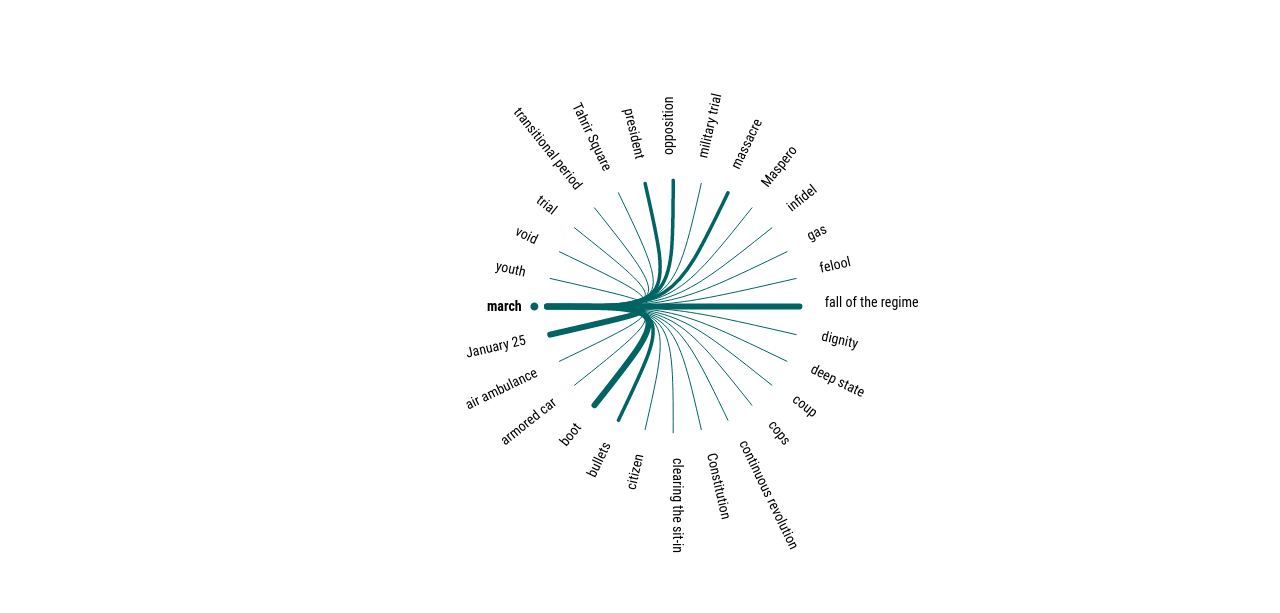 march
youth
void
trial
transitional period
Tahrir Square
president
opposition
military trial
massacre
Maspero
infidel
gas
felool
fall of the regime
dignity
deep state
coup
cops
continuous revolution
Constitution
clearing the sit-in
citizen
bullets
boot
armored car
air ambulance
January 25